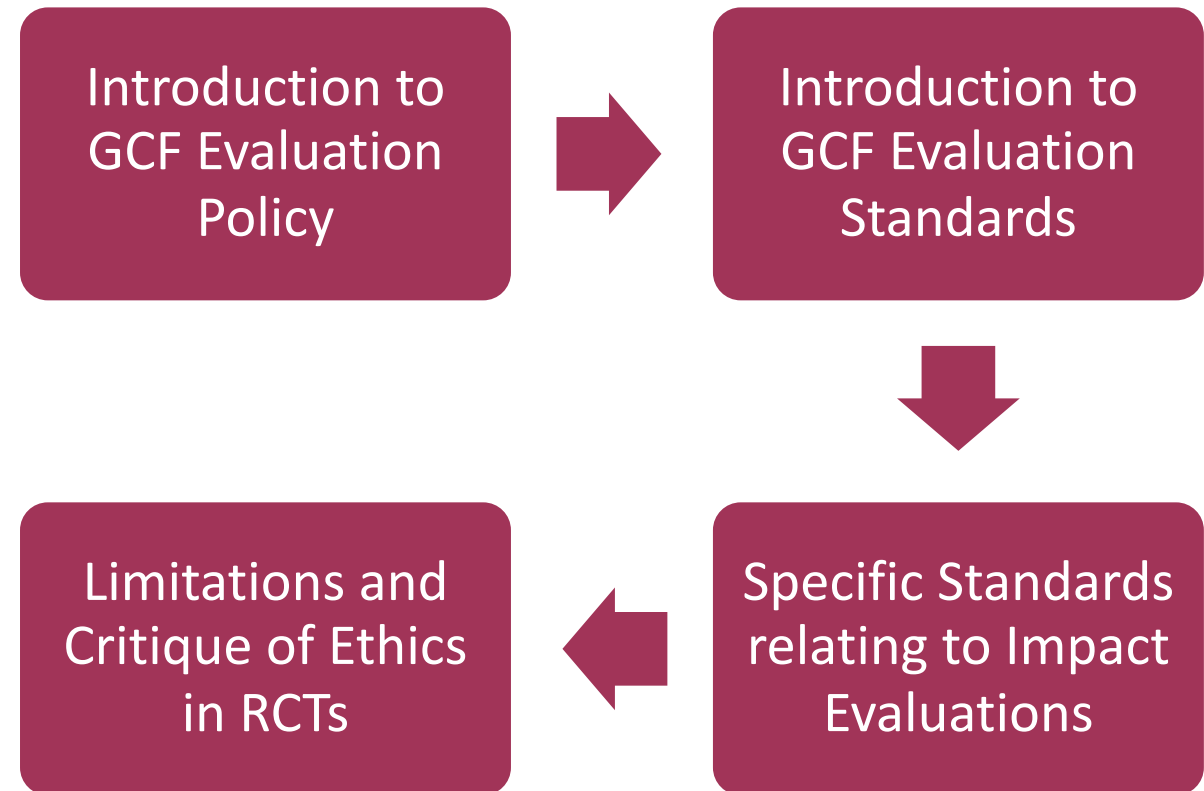 Introduction to
GCF Evaluation
Policy
Introduction to
GCF Evaluation
Standards
Specific Standards
relating to Impact
Evaluations
Limitations and
Critique of Ethics
in RCTs